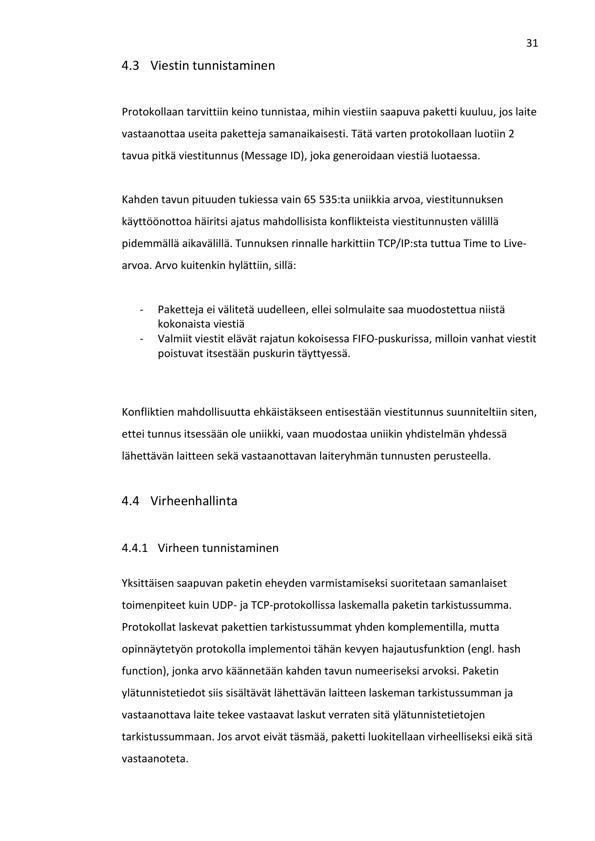 31
4.3 Viestin tunnistaminen
Protokollaan tarvittiin keino tunnistaa, mihin viestiin saapuva paketti kuuluu, jos laite
vastaanottaa useita paketteja samanaikaisesti. Tätä varten protokollaan luotiin 2
tavua pitkä viestitunnus (Message ID), joka generoidaan viestiä luotaessa.
Kahden tavun pituuden tukiessa vain 65 535:ta uniikkia arvoa, viestitunnuksen
käyttöönottoa häiritsi ajatus mahdollisista konflikteista viestitunnusten välillä
pidemmällä aikavälillä. Tunnuksen rinnalle harkittiin TCP/IP:sta tuttua Time to Live-
arvoa. Arvo kuitenkin hylättiin, sillä:
- Paketteja ei välitetä uudelleen, ellei solmulaite saa muodostettua niistä
kokonaista viestiä
- Valmiit viestit elävät rajatun kokoisessa FIFO-puskurissa, milloin vanhat viestit
poistuvat itsestään puskurin täyttyessä.
Konfliktien mahdollisuutta ehkäistäkseen entisestään viestitunnus suunniteltiin siten,
ettei tunnus itsessään ole uniikki, vaan muodostaa uniikin yhdistelmän yhdessä
lähettävän laitteen sekä vastaanottavan laiteryhmän tunnusten perusteella.
4.4 Virheenhallinta
4.4.1 Virheen tunnistaminen
Yksittäisen saapuvan paketin eheyden varmistamiseksi suoritetaan samanlaiset
toimenpiteet kuin UDP- ja TCP-protokollissa laskemalla paketin tarkistussumma.
Protokollat laskevat pakettien tarkistussummat yhden komplementilla, mutta
opinnäytetyön protokolla implementoi tähän kevyen hajautusfunktion (engl. hash
function), jonka arvo käännetään kahden tavun numeeriseksi arvoksi. Paketin
ylätunnistetiedot siis sisältävät lähettävän laitteen laskeman tarkistussumman ja
vastaanottava laite tekee vastaavat laskut verraten sitä ylätunnistetietojen
tarkistussummaan. Jos arvot eivät täsmää, paketti luokitellaan virheelliseksi eikä sitä
vastaanoteta.